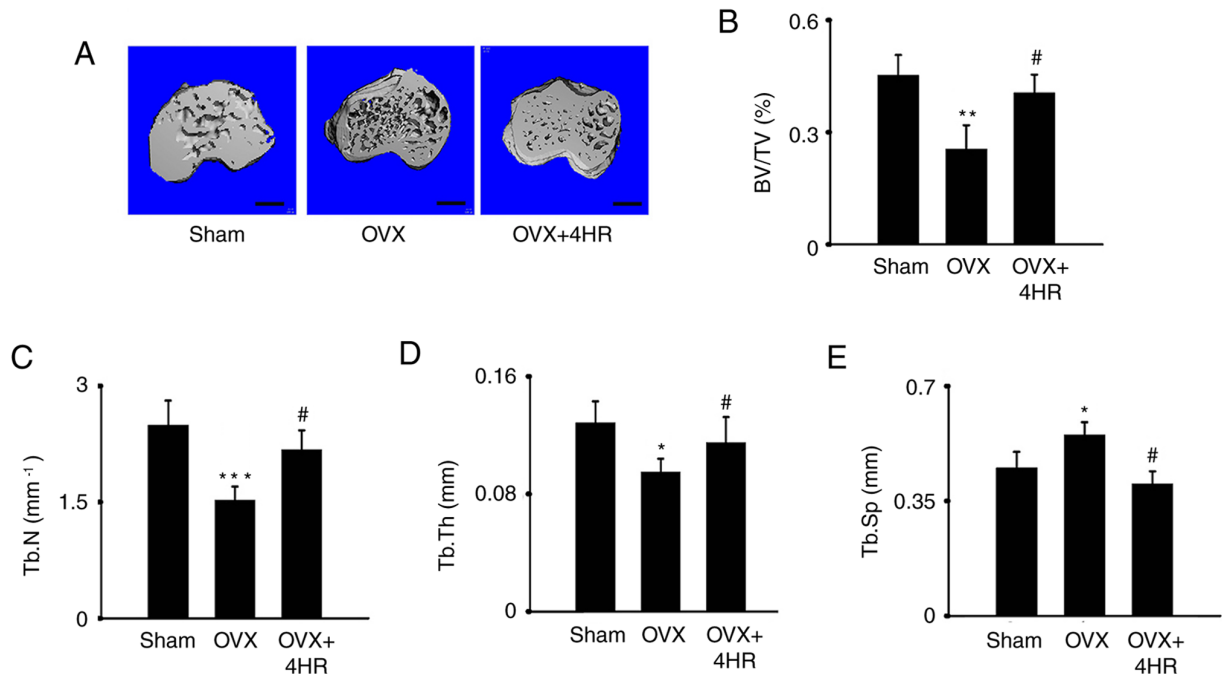 A
Sham
OVX
OVX+4HR
B
0.6
0.3
0
BV/TV (%)
**
#
Sham
OVX
OVX+
4HR
C
3
1.5
0
Tb.N (mm⁻¹)
***
#
Sham
OVX
OVX+
4HR
D
0.16
0.08
0
Tb.Th (mm)
*
#
Sham
OVX
OVX+
4HR
E
0.7
0.35
0
Tb.Sp (mm)
*
#
Sham
OVX
OVX+
4HR